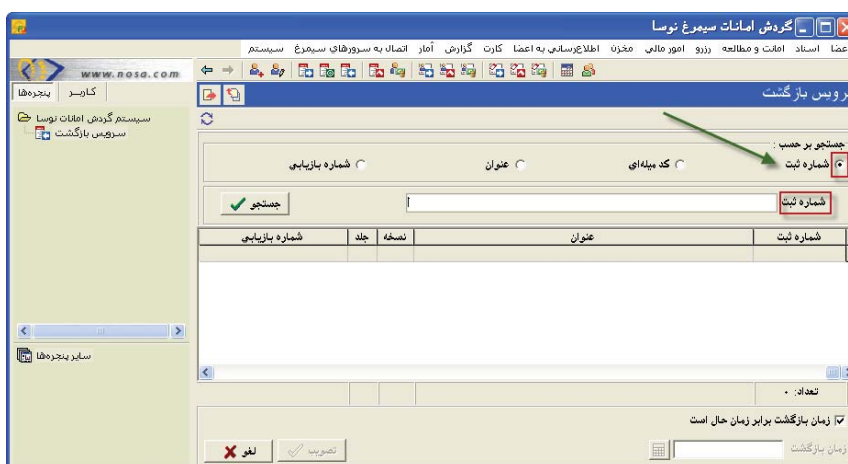 گردش امانات سیمرغ نوسا
عضا اسناد امانت و مطالعه رزرو امور مالی مخزن اطلاع‌رسانی به اعضا کارت گزارش آمار اتصال به سرورهای سیمرغ سیستم
www.nosa.com
رویس بازگشت
کاربر پنجره‌ها
سیستم گردش امانات نوسا
سرویس بازگشت
جستجو بر حسب :
شماره ثبت کد میله‌ای عنوان شماره بازیابی
شماره ثبت جستجو
شماره ثبت عنوان نسخه جلد شماره بازیابی
سایر پنجره‌ها
تعداد: ۰
زمان بازگشت برابر زمان حال است
زمان بازگشت تصویب لغو